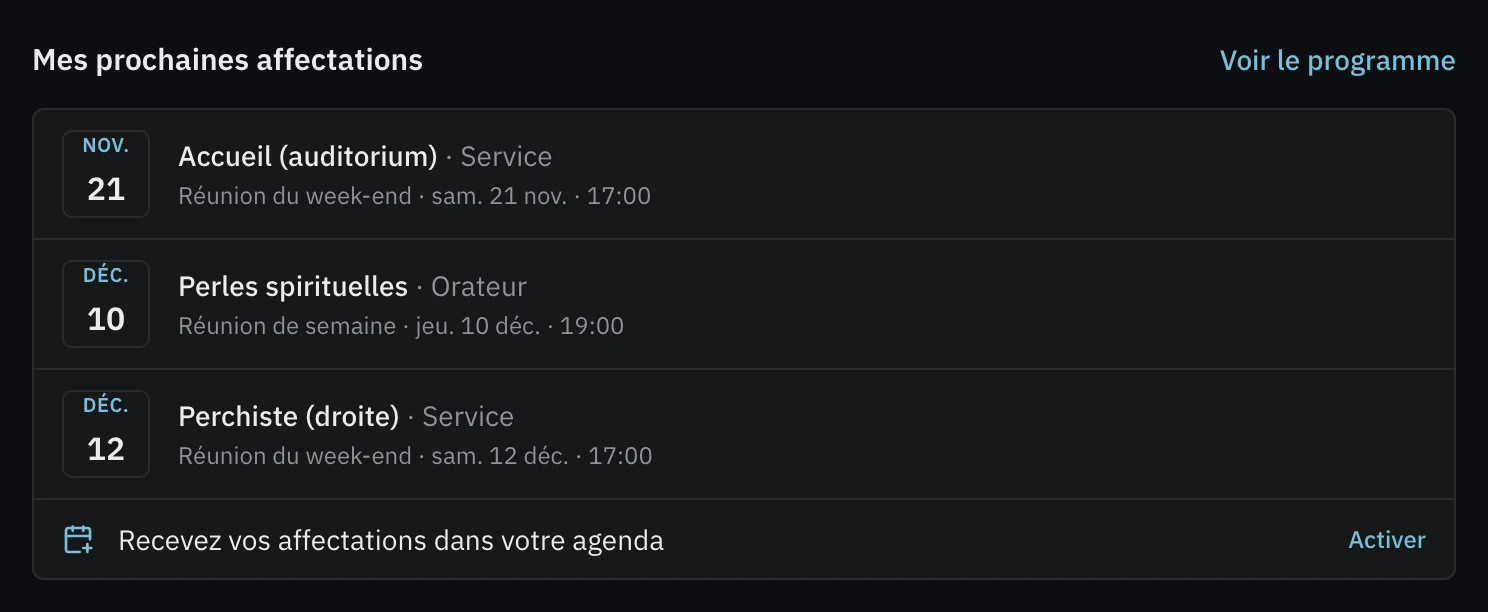 Mes prochaines affectations
Voir le programme
NOV.
21
Accueil (auditorium) · Service
Réunion du week-end · sam. 21 nov. · 17:00
DÉC.
10
Perles spirituelles · Orateur
Réunion de semaine · jeu. 10 déc. · 19:00
DÉC.
12
Perchiste (droite) · Service
Réunion du week-end · sam. 12 déc. · 17:00
Recevez vos affectations dans votre agenda
Activer